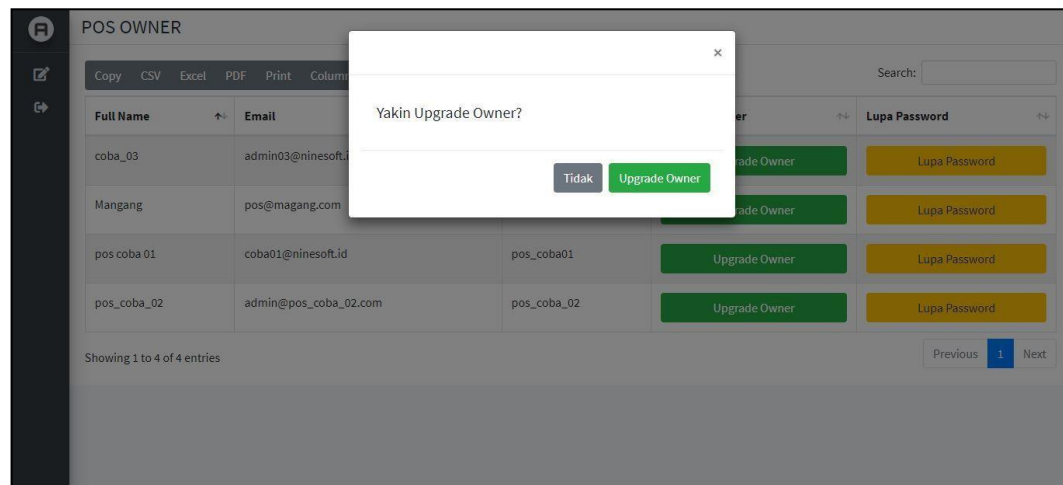 POS OWNER
×
Copy CSV Excel PDF Print
Search:
Full Name Email Lupa Password
Yakin Upgrade Owner?
coba_03 Lupa Password
Tidak Upgrade Owner
Mangang pos@magang.com Owner Lupa Password
pos coba 01 coba01@ninesoft.id pos_coba01 Upgrade Owner Lupa Password
pos_coba_02 admin@pos_coba_02.com pos_coba_02 Upgrade Owner Lupa Password
Showing 1 to 4 of 4 entries
Previous 1 Next